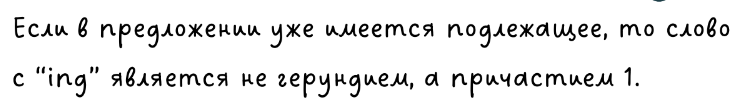 Если в предложении уже имеется подлежащее, то слово
с “ing” является не герундием, а причастием 1.